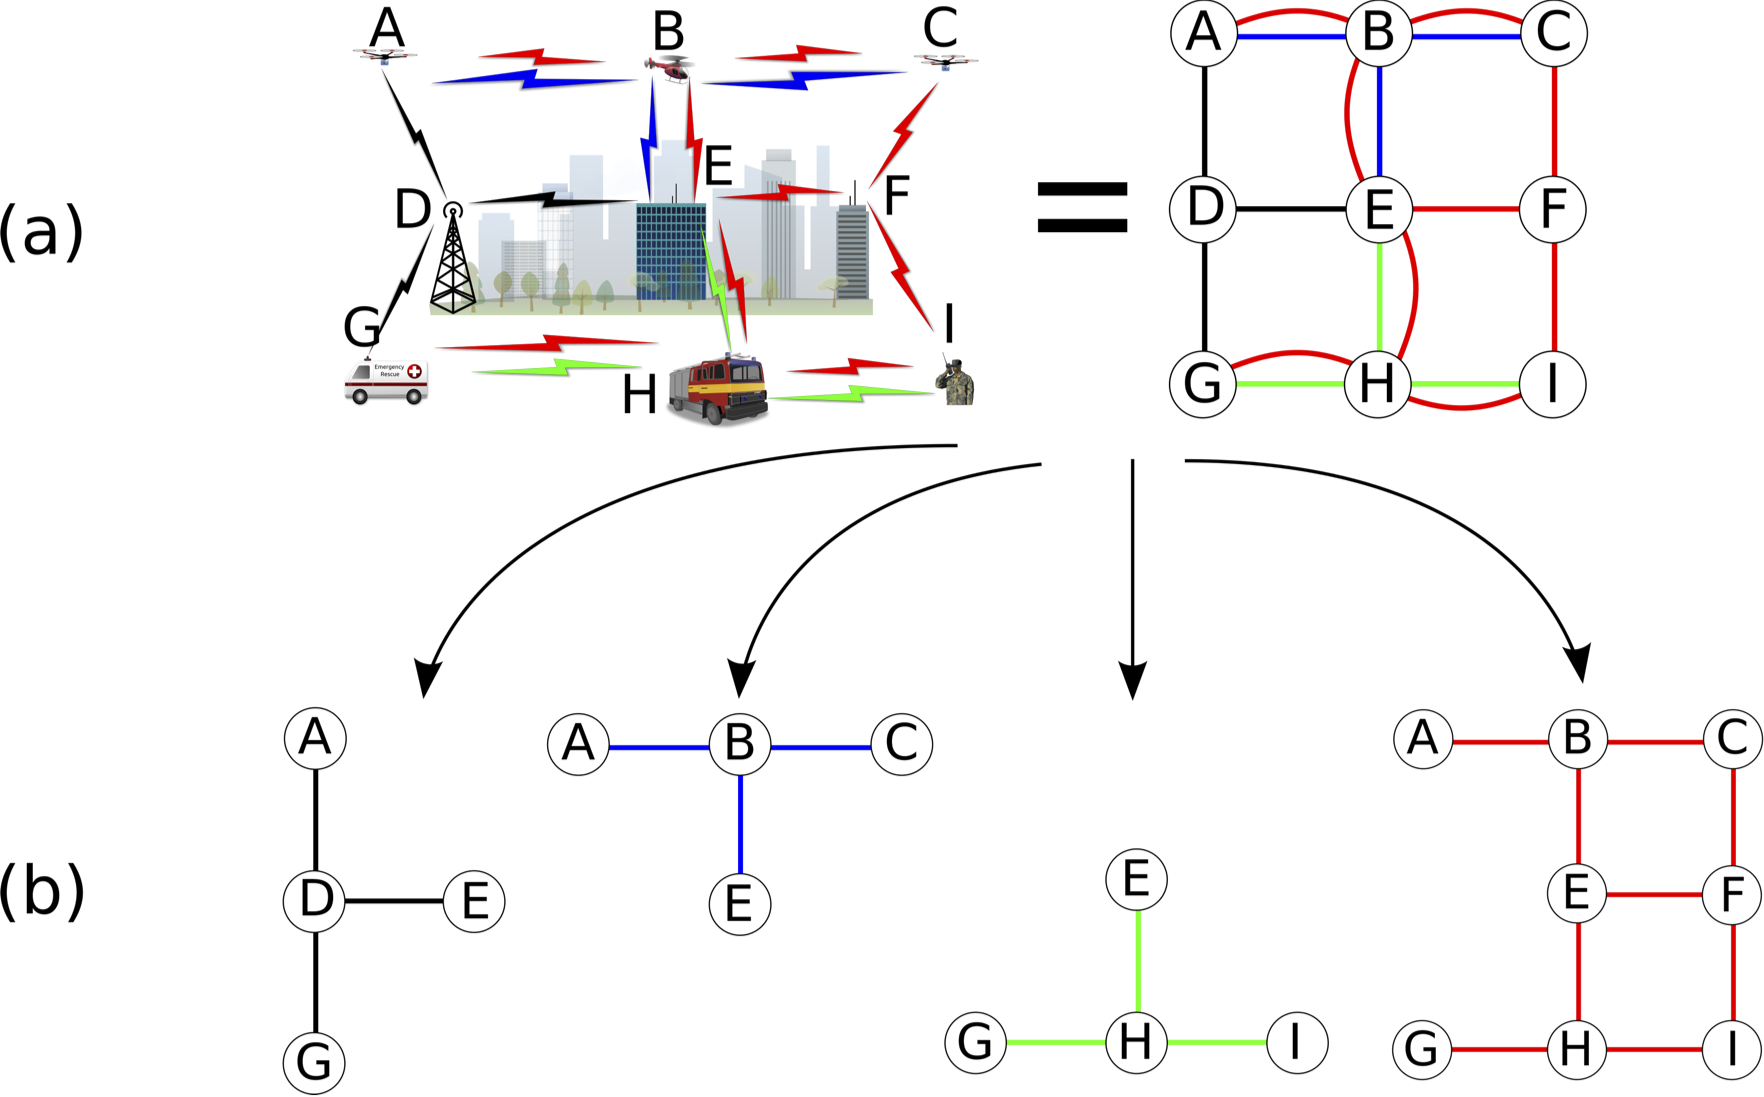 (a)
A B C
D E F
G H I
Emergency
Rescue
=
A B C
D E F
G H I
(b)
A
D E
G
A B C
E
E
G H I
A B C
E F
G H I